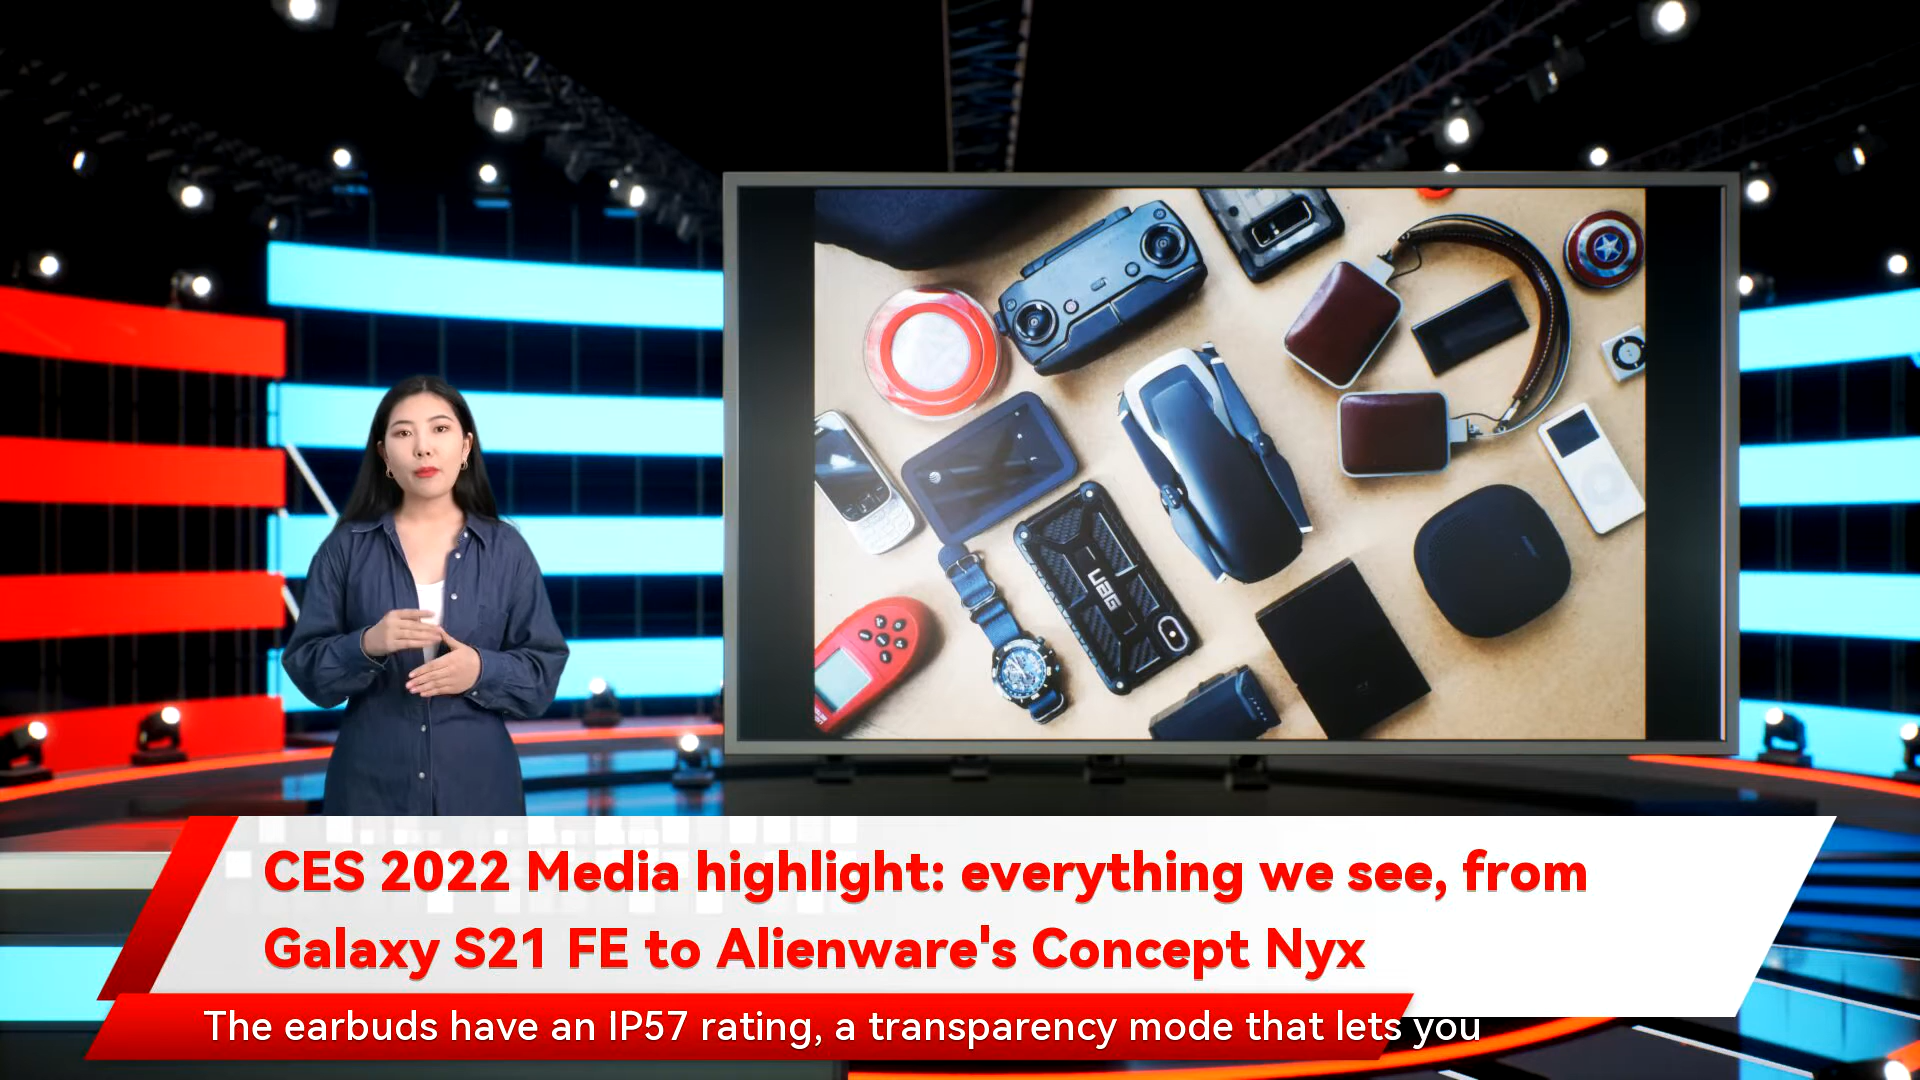 UAG
CES 2022 Media highlight: everything we see, from
Galaxy S21 FE to Alienware's Concept Nyx
The earbuds have an IP57 rating, a transparency mode that lets you